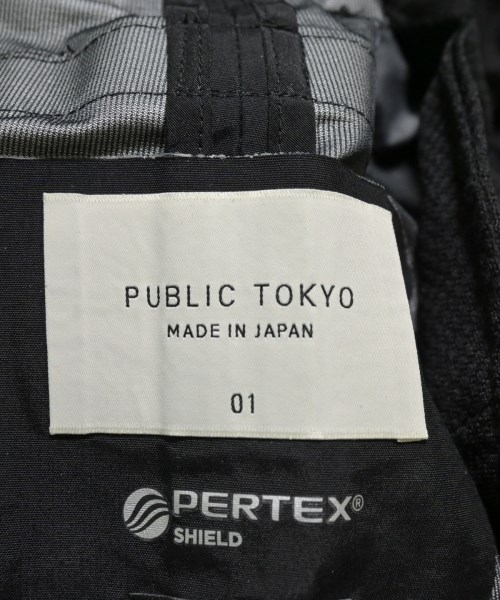 PUBLIC TOKYO
MADE IN JAPAN
01
PERTEX®
SHIELD